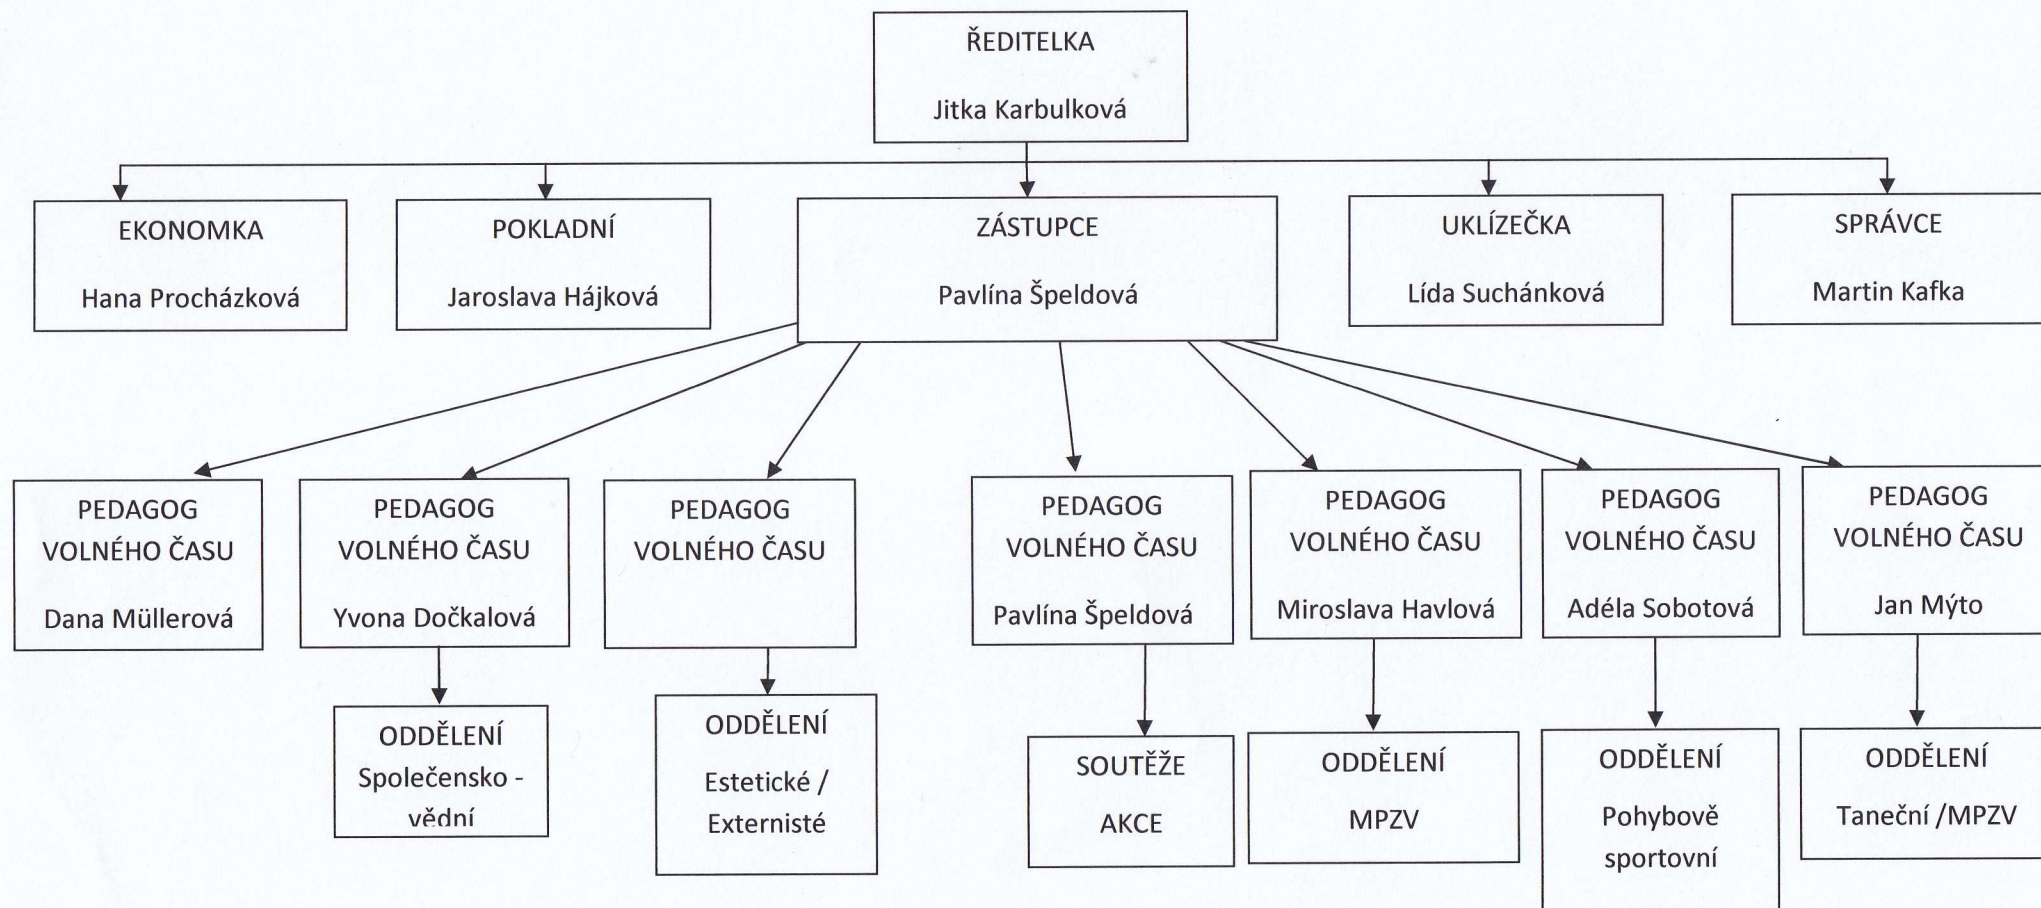 ŘEDITELKA
Jitka Karbulková
EKONOMKA
Hana Procházková
POKLADNÍ
Jaroslava Hájková
ZÁSTUPCE
Pavlína Špeldová
UKLÍZEČKA
Lída Suchánková
SPRÁVCE
Martin Kafka
PEDAGOG
VOLNÉHO ČASU
Dana Müllerová
PEDAGOG
VOLNÉHO ČASU
Yvona Dočkalová
PEDAGOG
VOLNÉHO ČASU
PEDAGOG
VOLNÉHO ČASU
Pavlína Špeldová
PEDAGOG
VOLNÉHO ČASU
Miroslava Havlová
PEDAGOG
VOLNÉHO ČASU
Adéla Sobotová
PEDAGOG
VOLNÉHO ČASU
Jan Mýto
ODDĚLENÍ
Společensko -
vědní
ODDĚLENÍ
Estetické /
Externisté
SOUTĚŽE
AKCE
ODDĚLENÍ
MPZV
ODDĚLENÍ
Pohybově
sportovní
ODDĚLENÍ
Taneční /MPZV